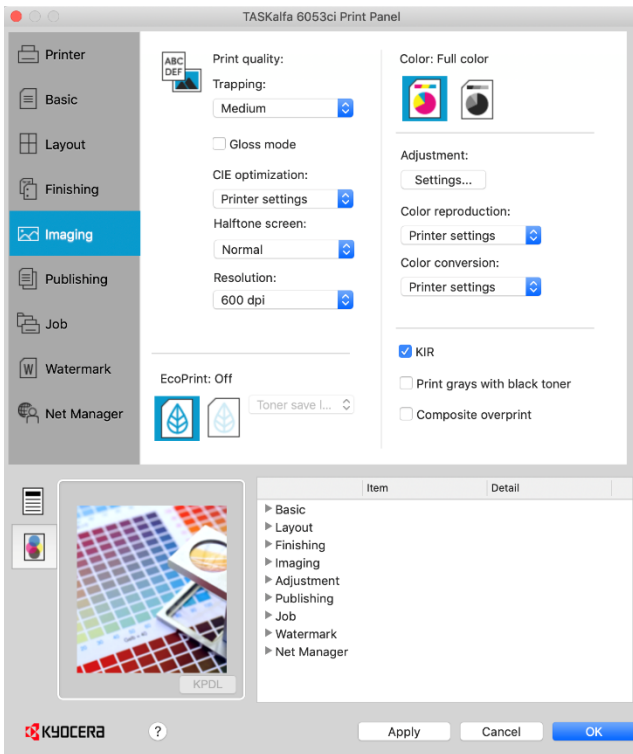 TASKalfa 6053ci Print Panel
Printer
Basic
Layout
Finishing
Imaging
Publishing
Job
W Watermark
Net Manager
ABC
DEF
Print quality:
Trapping:
Medium
Gloss mode
CIE optimization:
Printer settings
Halftone screen:
Normal
Resolution:
600 dpi
EcoPrint: Off
Toner save l...
Color: Full color
Adjustment:
Settings...
Color reproduction:
Printer settings
Color conversion:
Printer settings
KIR
Print grays with black toner
Composite overprint
KPDL
Item Detail
Basic
Layout
Finishing
Imaging
Adjustment
Publishing
Job
Watermark
Net Manager
KYOCERA
?
Apply Cancel OK